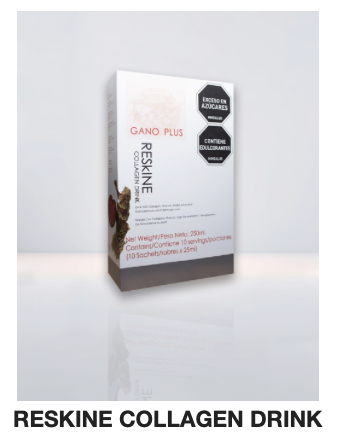 EXCESO EN
AZÚCARES
CONTIENE
EDULCORANTES
GANO PLUS
RESKINE
COLLAGEN DRINK
Net Weight/Peso Neto: 250ml
Contain/Contiene 10 servings/porciones
(10 Sachets/sobres x 25ml)
RESKINE COLLAGEN DRINK